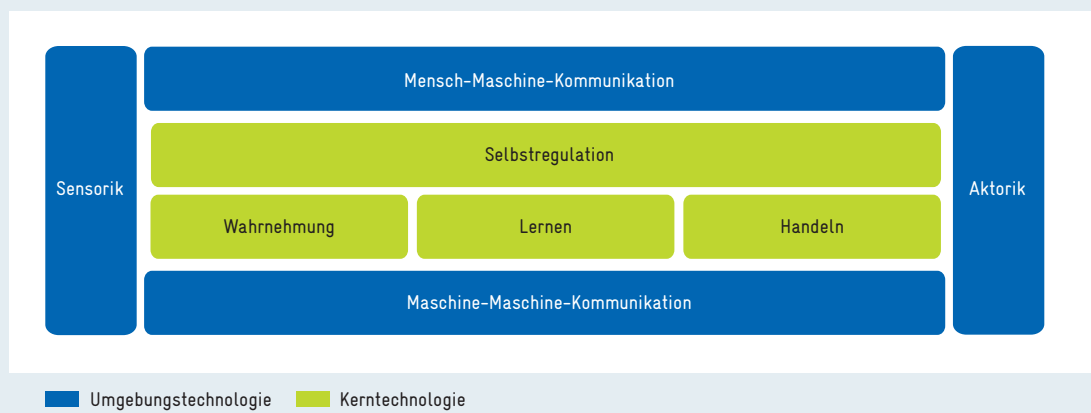 Mensch-Maschine-Kommunikation
Selbstregulation
Sensorik
Aktorik
Wahrnehmung
Lernen
Handeln
Maschine-Maschine-Kommunikation
Umgebungstechnologie
Kerntechnologie